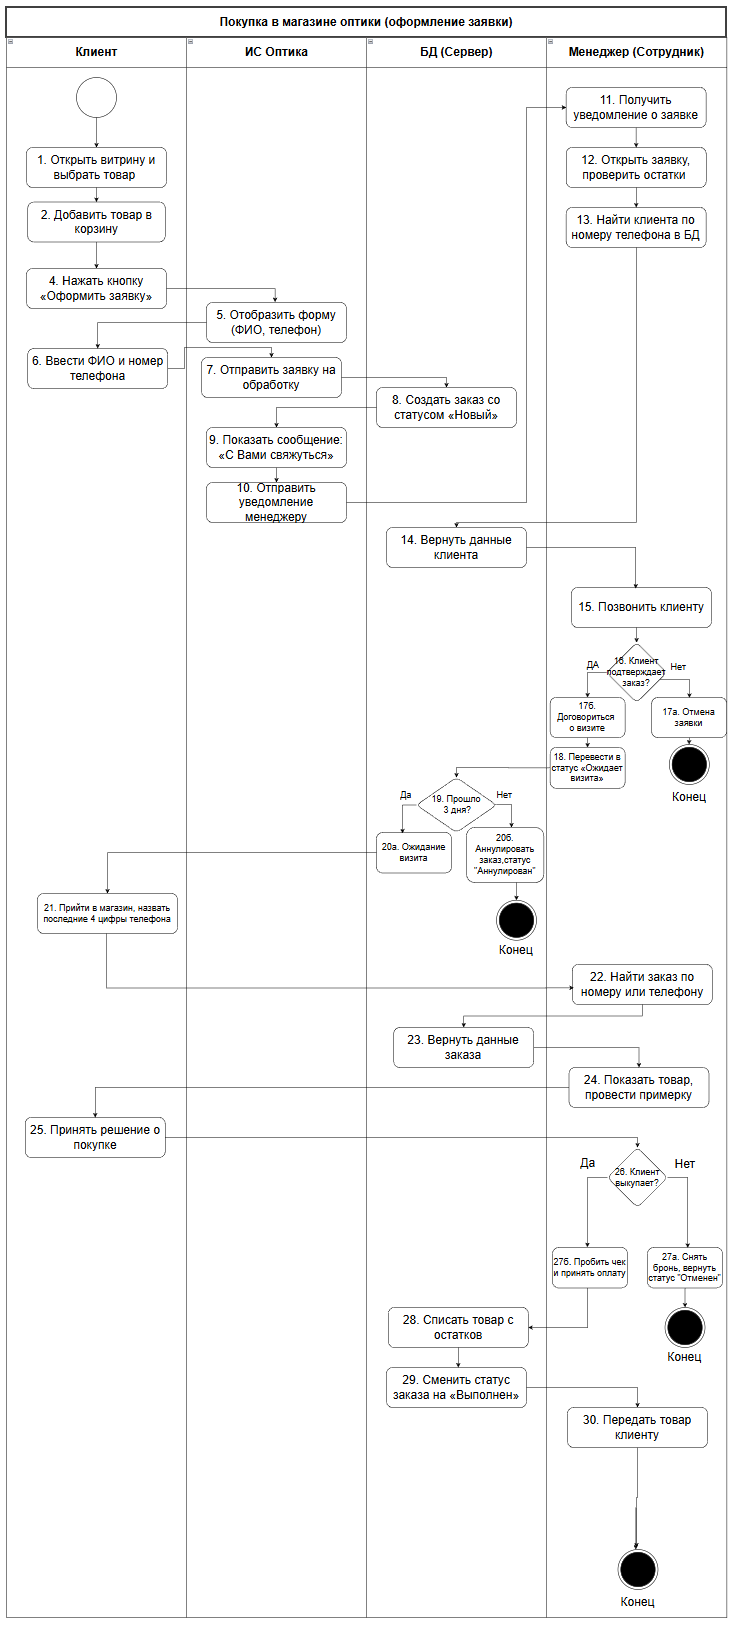 Покупка в магазине оптики (оформление заявки)
Клиент
ИС Оптика
БД (Сервер)
Менеджер (Сотрудник)
1. Открыть витрину и
выбрать товар
2. Добавить товар в
корзину
4. Нажать кнопку
«Оформить заявку»
5. Отобразить форму
(ФИО, телефон)
6. Ввести ФИО и номер
телефона
7. Отправить заявку на
обработку
8. Создать заказ со
статусом «Новый»
9. Показать сообщение:
«С Вами свяжуться»
10. Отправить
уведомление
менеджеру
11. Получить
уведомление о заявке
12. Открыть заявку,
проверить остатки
13. Найти клиента по
номеру телефона в БД
14. Вернуть данные
клиента
15. Позвонить клиенту
16. Клиент
подтверждает
заказ?
ДА
Нет
17б.
Договориться
о визите
17а. Отмена
заявки
18. Перевести в
статус «Ожидает
визита»
Конец
19. Прошло
3 дня?
Да
Нет
20а. Ожидание
визита
20б.
Аннулировать
заказ,статус
"Аннулирован"
Конец
21. Прийти в магазин, назвать
последние 4 цифры телефона
22. Найти заказ по
номеру или телефону
23. Вернуть данные
заказа
24. Показать товар,
провести примерку
25. Принять решение о
покупке
26. Клиент
выкупает?
Да
Нет
27б. Пробить чек
и принять оплату
27а. Снять
бронь, вернуть
статус "Отменен"
Конец
28. Списать товар с
остатков
29. Сменить статус
заказа на «Выполнен»
30. Передать товар
клиенту
Конец